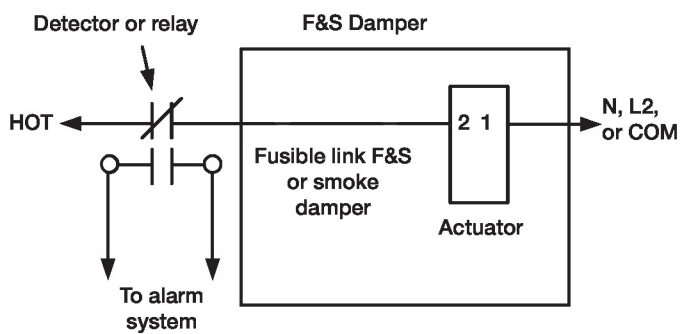 Detector or relay
F&S Damper
HOT
2 1
N, L2,
or COM
Fusible link F&S
or smoke
damper
Actuator
To alarm
system